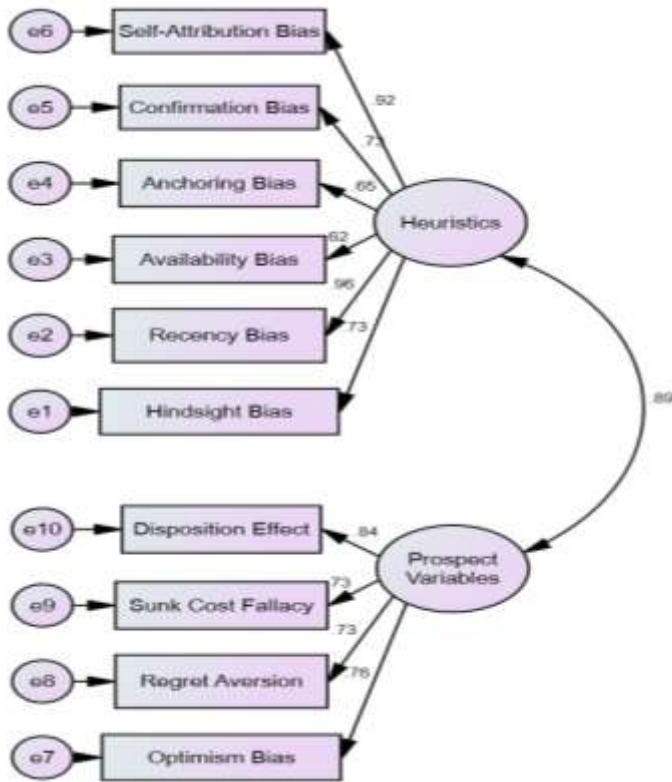 e6
Self-Attribution Bias
.92
e5
Confirmation Bias
.73
e4
Anchoring Bias
.65
Heuristics
e3
Availability Bias
.62
.96
e2
Recency Bias
.73
e1
Hindsight Bias
.89
e10
Disposition Effect
.84
Prospect
Variables
e9
Sunk Cost Fallacy
.73
.73
e8
Regret Aversion
.76
e7
Optimism Bias